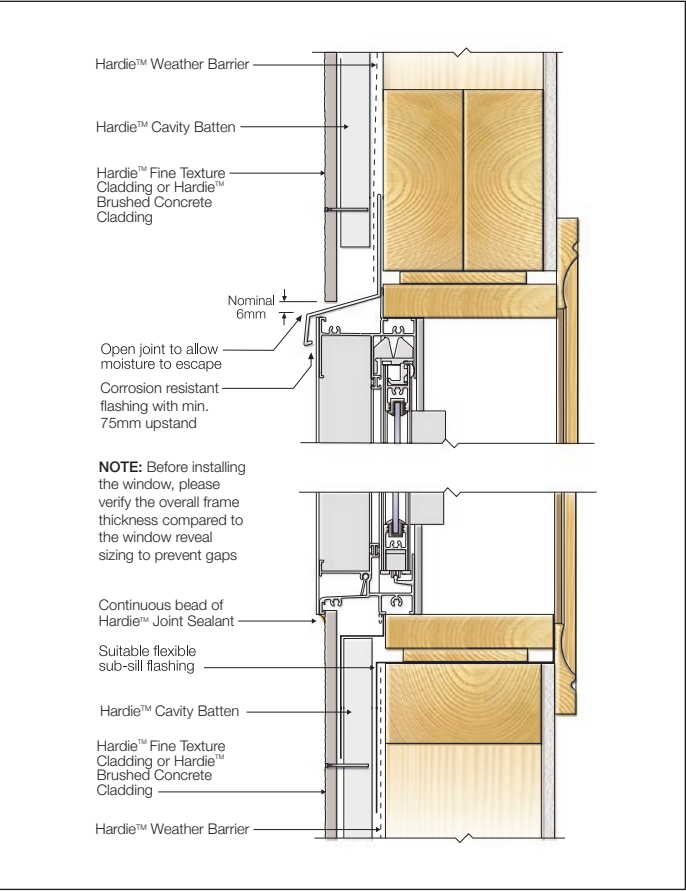 Hardie™ Weather Barrier
Hardie™ Cavity Batten
Hardie™ Fine Texture
Cladding or Hardie™
Brushed Concrete
Cladding
Nominal
6mm
Open joint to allow
moisture to escape
Corrosion resistant
flashing with min.
75mm upstand
NOTE: Before installing
the window, please
verify the overall frame
thickness compared to
the window reveal
sizing to prevent gaps
Continuous bead of
Hardie™ Joint Sealant
Suitable flexible
sub-sill flashing
Hardie™ Cavity Batten
Hardie™ Fine Texture
Cladding or Hardie™
Brushed Concrete
Cladding
Hardie™ Weather Barrier